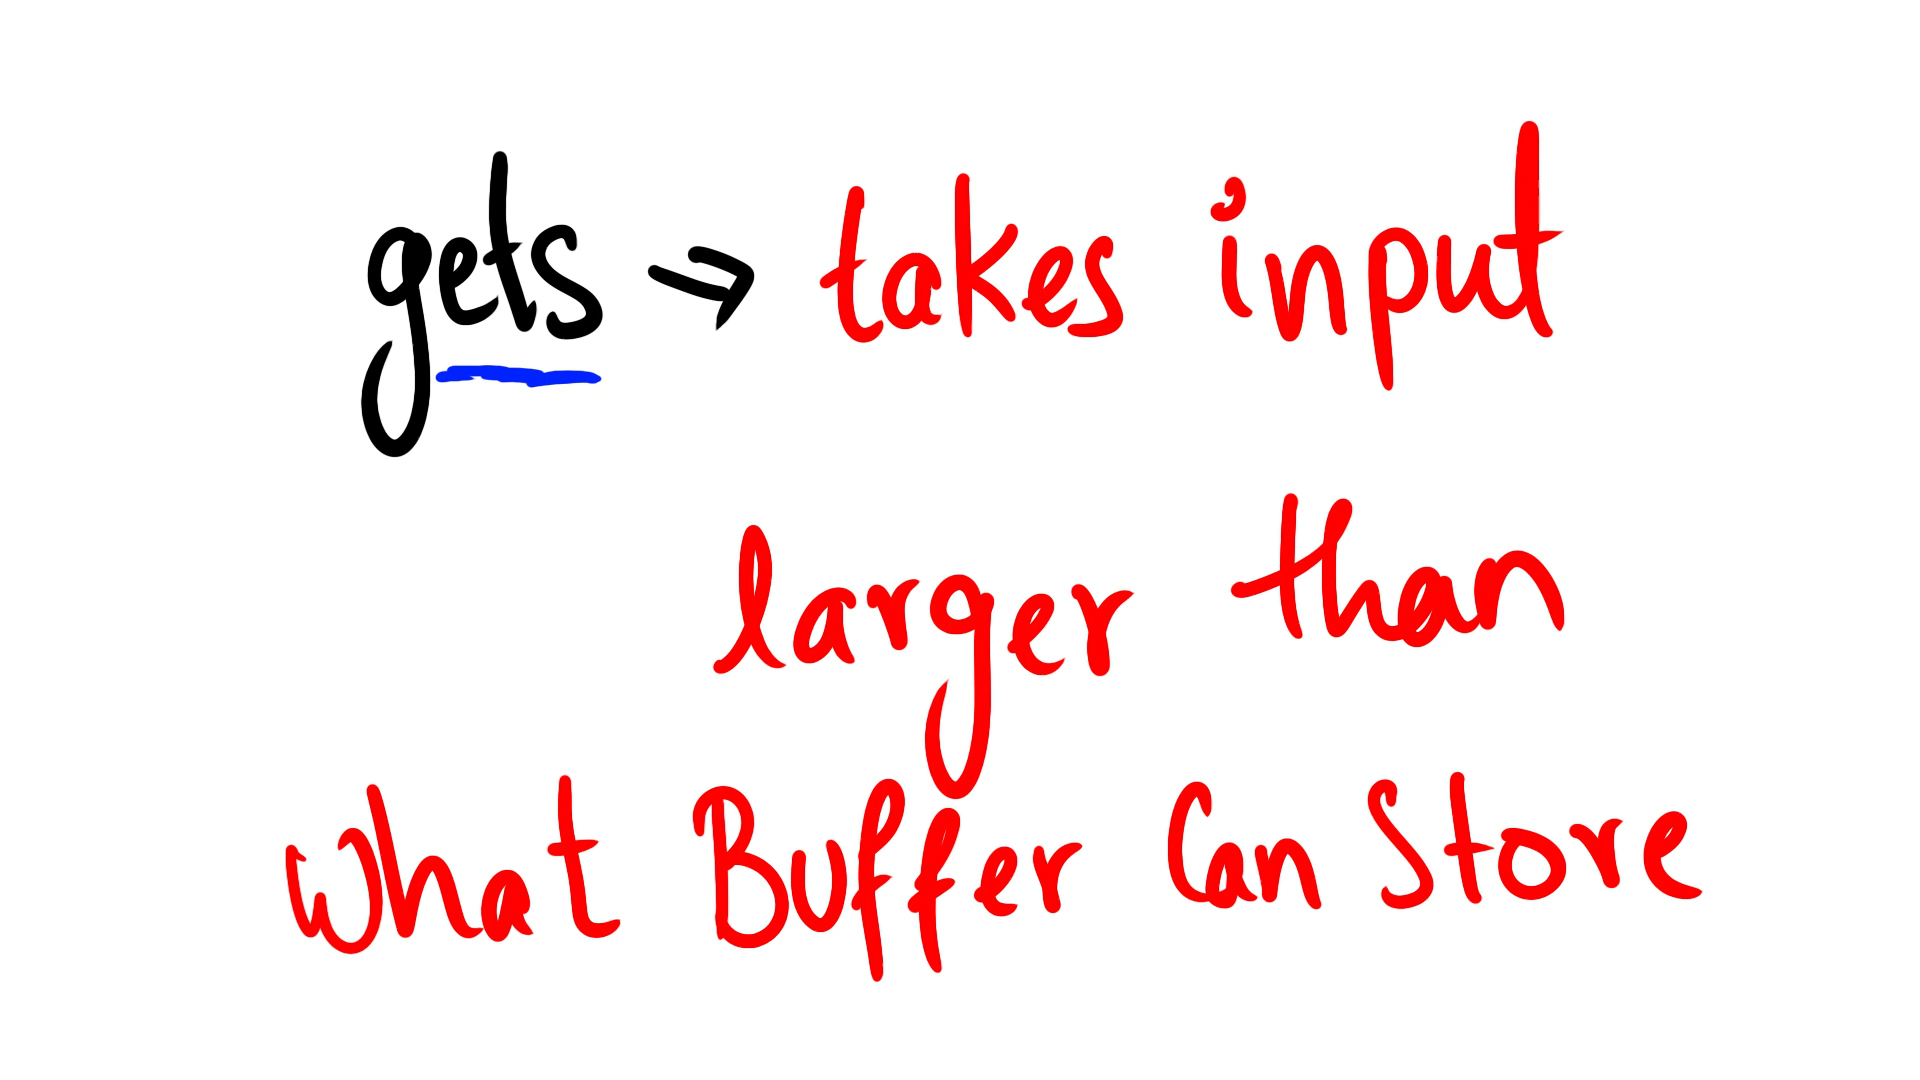 gets → takes input
larger than
what Buffer Can Store